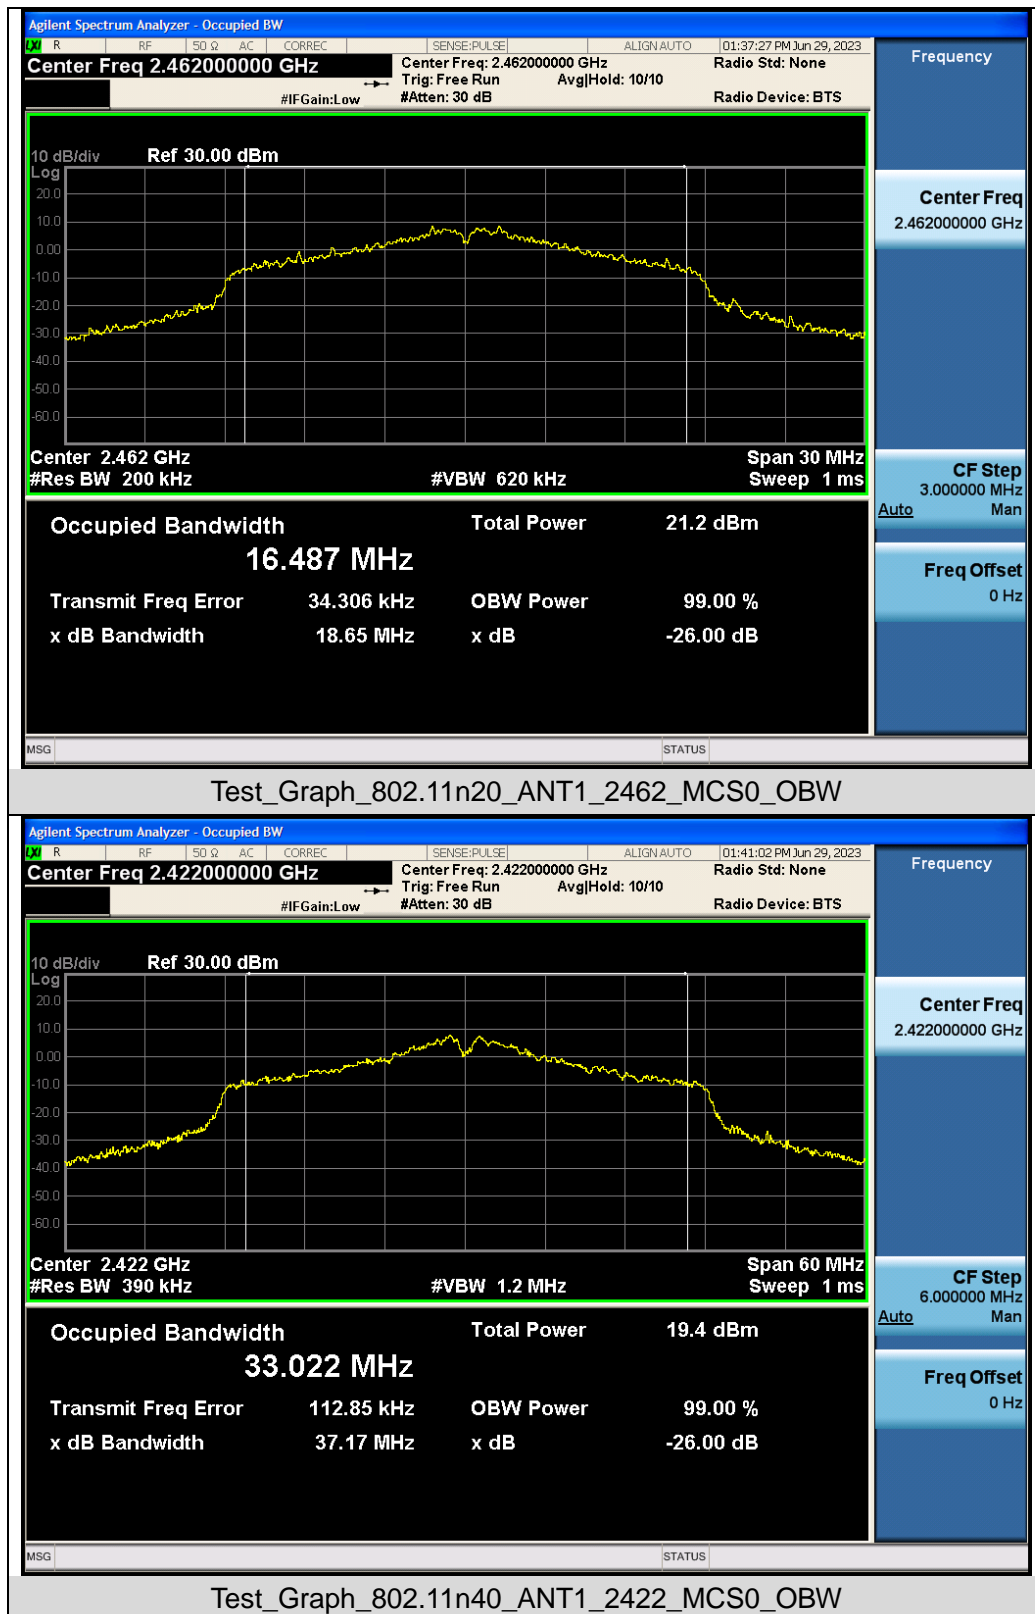 Agilent Spectrum Analyzer - Occupied BW
LXI R RF 50 Ω AC CORREC SENSE:PULSE ALIGN AUTO 01:37:27 PM Jun 29, 2023
Center Freq 2.462000000 GHz
Center Freq: 2.462000000 GHz
Radio Std: None
Trig: Free Run Avg|Hold: 10/10
#IFGain:Low
#Atten: 30 dB
Radio Device: BTS
Frequency
10 dB/div Ref 30.00 dBm
Log
20.0
10.0
0.00
-10.0
-20.0
-30.0
-40.0
-50.0
-60.0
Center 2.462 GHz Span 30 MHz
#Res BW 200 kHz #VBW 620 kHz Sweep 1 ms
Center Freq
2.462000000 GHz
CF Step
3.000000 MHz
Auto Man
Freq Offset
0 Hz
Occupied Bandwidth Total Power 21.2 dBm
16.487 MHz
Transmit Freq Error 34.306 kHz OBW Power 99.00 %
x dB Bandwidth 18.65 MHz x dB -26.00 dB
MSG STATUS
Test_Graph_802.11n20_ANT1_2462_MCS0_OBW
Agilent Spectrum Analyzer - Occupied BW
LXI R RF 50 Ω AC CORREC SENSE:PULSE ALIGN AUTO 01:41:02 PM Jun 29, 2023
Center Freq 2.422000000 GHz
Center Freq: 2.422000000 GHz
Radio Std: None
Trig: Free Run Avg|Hold: 10/10
#IFGain:Low
#Atten: 30 dB
Radio Device: BTS
Frequency
10 dB/div Ref 30.00 dBm
Log
20.0
10.0
0.00
-10.0
-20.0
-30.0
-40.0
-50.0
-60.0
Center 2.422 GHz Span 60 MHz
#Res BW 390 kHz #VBW 1.2 MHz Sweep 1 ms
Center Freq
2.422000000 GHz
CF Step
6.000000 MHz
Auto Man
Freq Offset
0 Hz
Occupied Bandwidth Total Power 19.4 dBm
33.022 MHz
Transmit Freq Error 112.85 kHz OBW Power 99.00 %
x dB Bandwidth 37.17 MHz x dB -26.00 dB
MSG STATUS
Test_Graph_802.11n40_ANT1_2422_MCS0_OBW